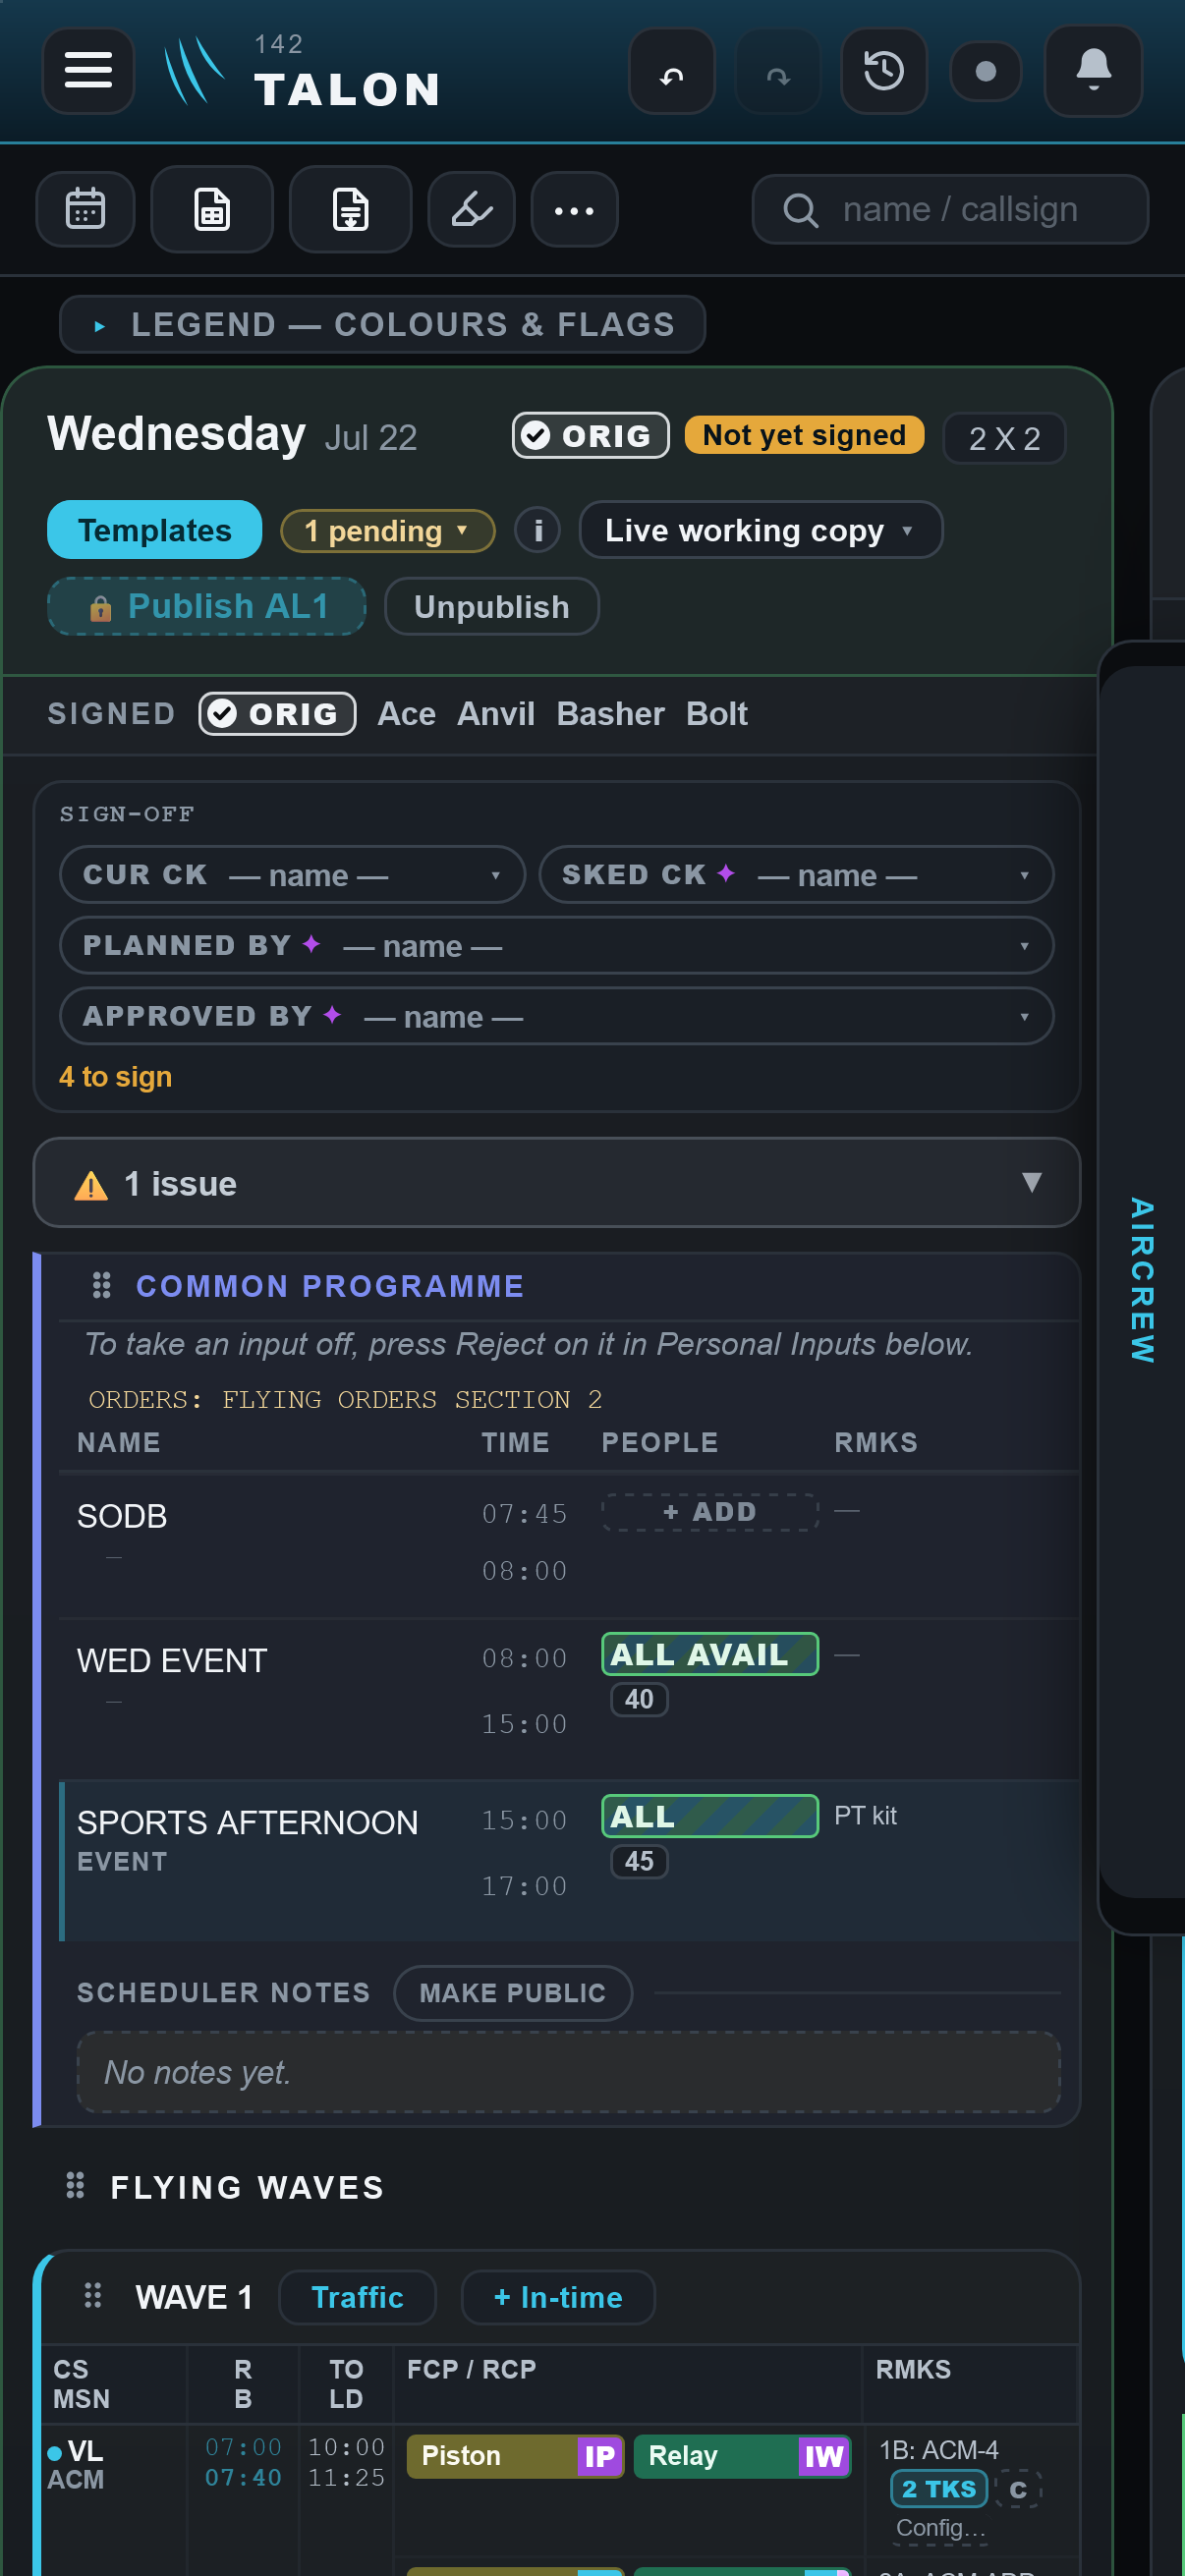 142
TALON
name / callsign
LEGEND — COLOURS & FLAGS
Wednesday Jul 22 ORIG Not yet signed 2 X 2
Templates 1 pending i Live working copy
Publish AL1 Unpublish
SIGNED ORIG Ace Anvil Basher Bolt
SIGN-OFF
CUR CK — name — SKED CK — name —
PLANNED BY — name —
APPROVED BY — name —
4 to sign
1 issue
AIRCREW
COMMON PROGRAMME
To take an input off, press Reject on it in Personal Inputs below.
ORDERS: FLYING ORDERS SECTION 2
NAME TIME PEOPLE RMKS
SODB 07:45 + ADD —
— 08:00
WED EVENT 08:00 ALL AVAIL —
— 15:00 40
SPORTS AFTERNOON 15:00 ALL PT kit
EVENT 17:00 45
SCHEDULER NOTES MAKE PUBLIC
No notes yet.
FLYING WAVES
WAVE 1 Traffic + In-time
CS R TO FCP / RCP RMKS
MSN B LD
VL 07:00 10:00 Piston IP Relay IW 1B: ACM-4
ACM 07:40 11:25 2 TKS C
Config...